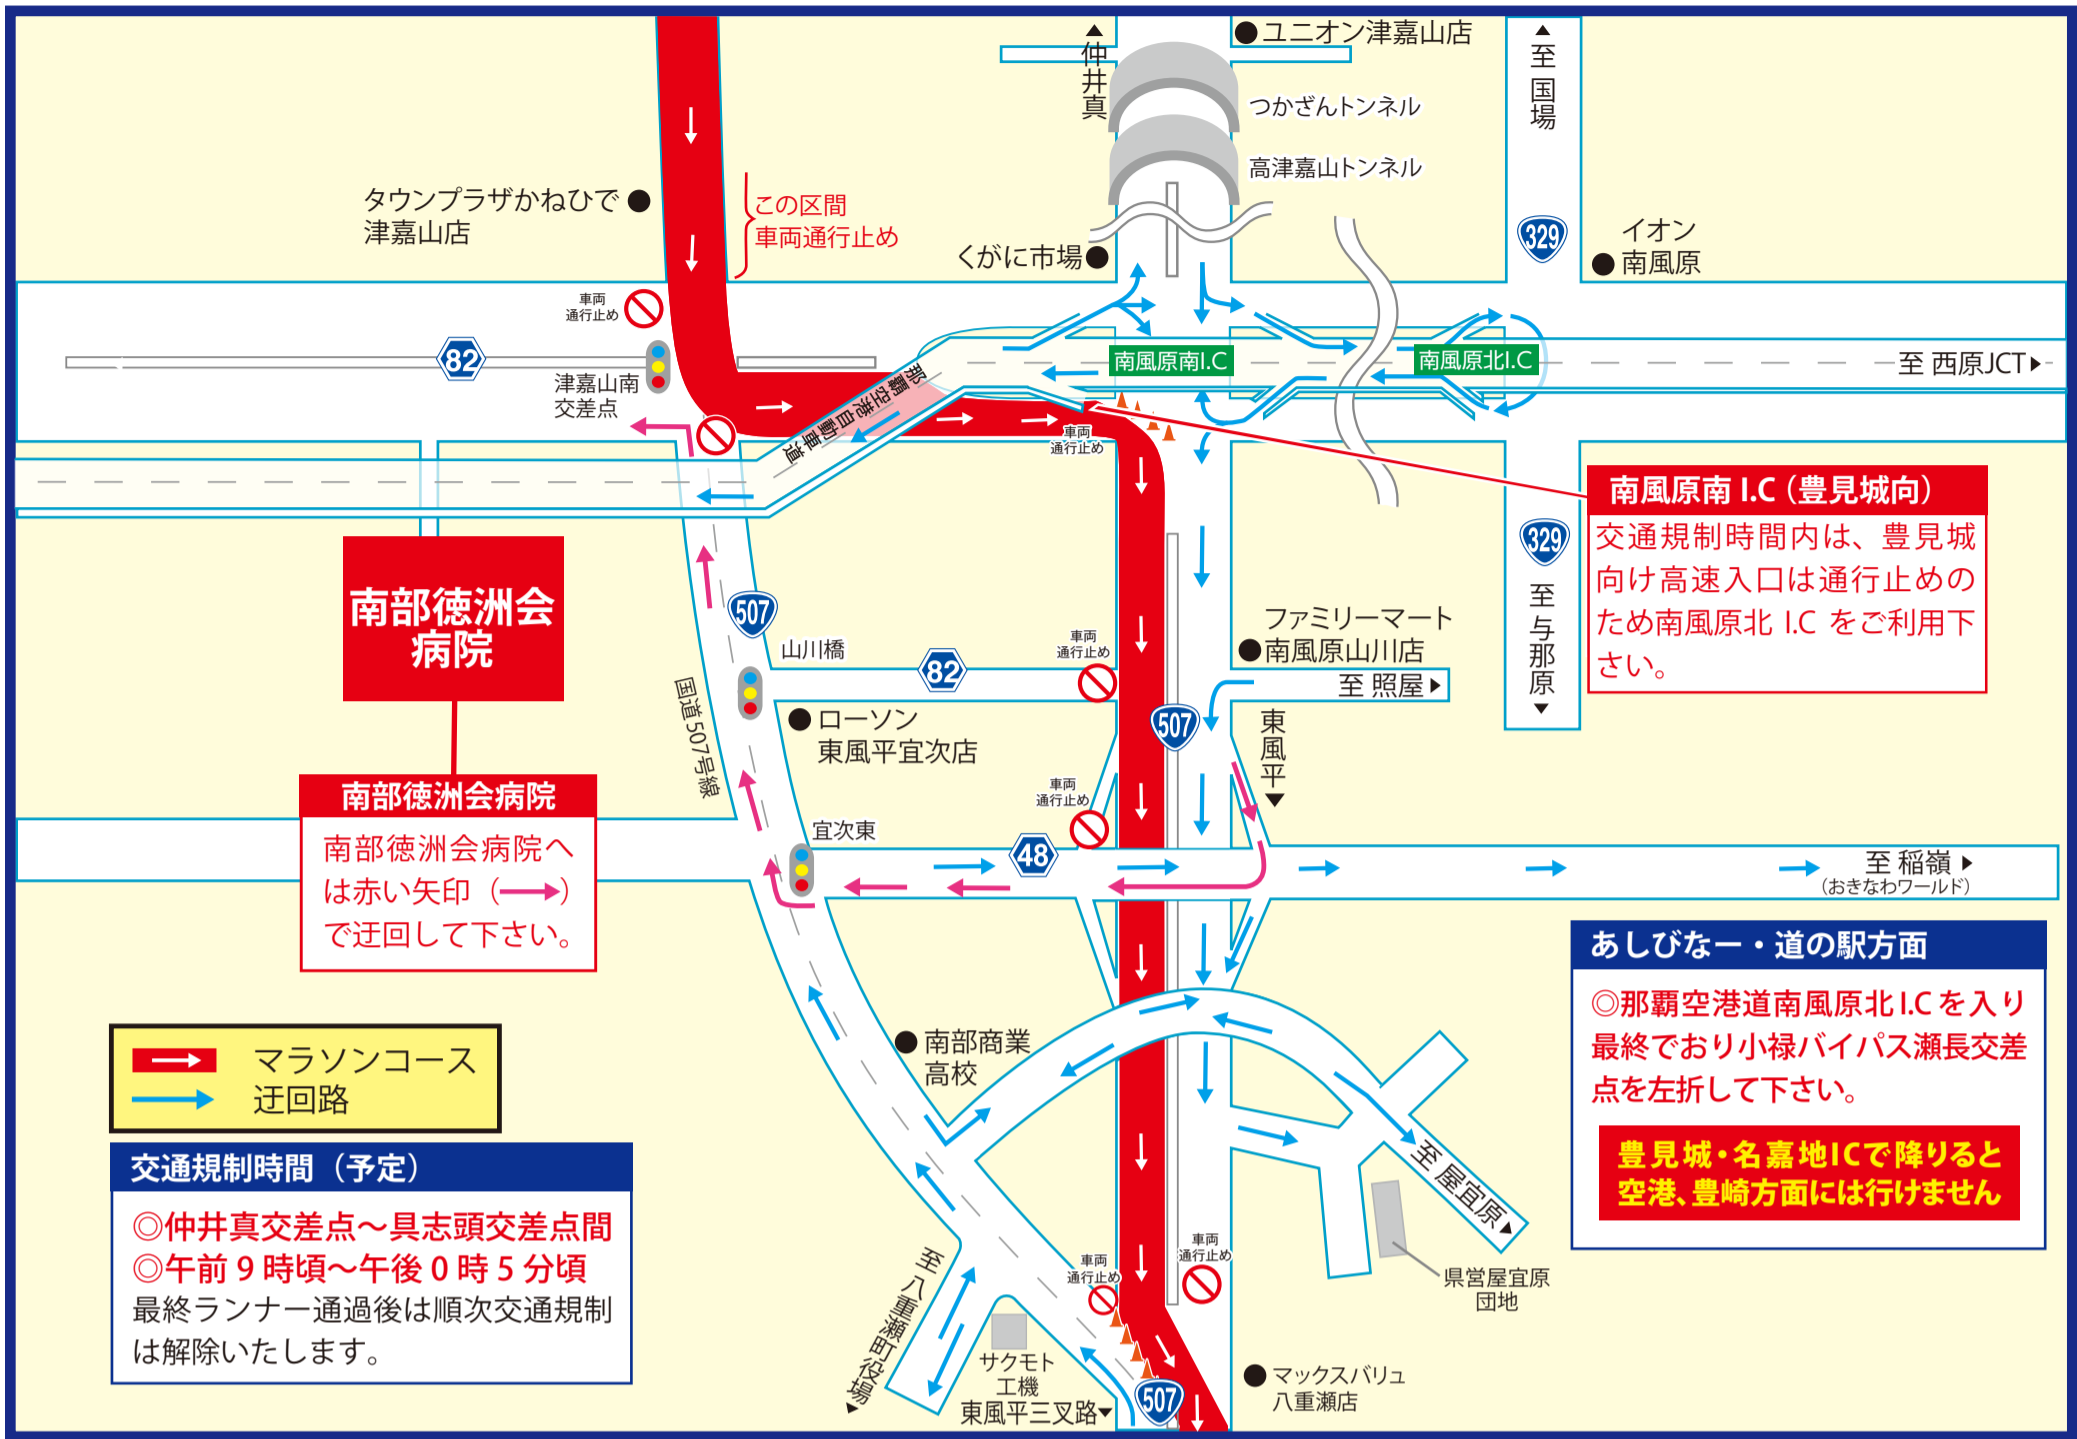 仲井真
ユニオン津嘉山店
至 国場
つかざんトンネル
高津嘉山トンネル
タウンプラザかねひで
津嘉山店
この区間
車両通行止め
くがに市場
329
イオン
南風原
車両
通行止め
82
津嘉山南
交差点
南風原南I.C
南風原北I.C
至 西原JCT
那覇空港自動車道
車両
通行止め
南風原南 I.C（豊見城向）
交通規制時間内は、豊見城
向け高速入口は通行止めの
ため南風原北 I.C をご利用下
さい。
329
至 与那原
南部徳洲会
病院
507
国道507号線
山川橋
82
車両
通行止め
ファミリーマート
南風原山川店
至 照屋
ローソン
東風平宜次店
507
東風平
南部徳洲会病院
南部徳洲会病院へ
は赤い矢印（→）
で迂回して下さい。
車両
通行止め
宜次東
48
至 稲嶺
（おきなわワールド）
あしびなー・道の駅方面
◎那覇空港道南風原北I.Cを入り
最終でおり小禄バイパス瀬長交差
点を左折して下さい。
豊見城・名嘉地ICで降りると
空港、豊崎方面には行けません
南部商業
高校
マラソンコース
迂回路
交通規制時間（予定）
◎仲井真交差点～具志頭交差点間
◎午前9時頃～午後0時5分頃
最終ランナー通過後は順次交通規制
は解除いたします。
至 屋宜原
県営屋宜原
団地
至 八重瀬町役場
車両
通行止め
車両
通行止め
サクモト
工機
東風平三叉路
507
マックスバリュ
八重瀬店